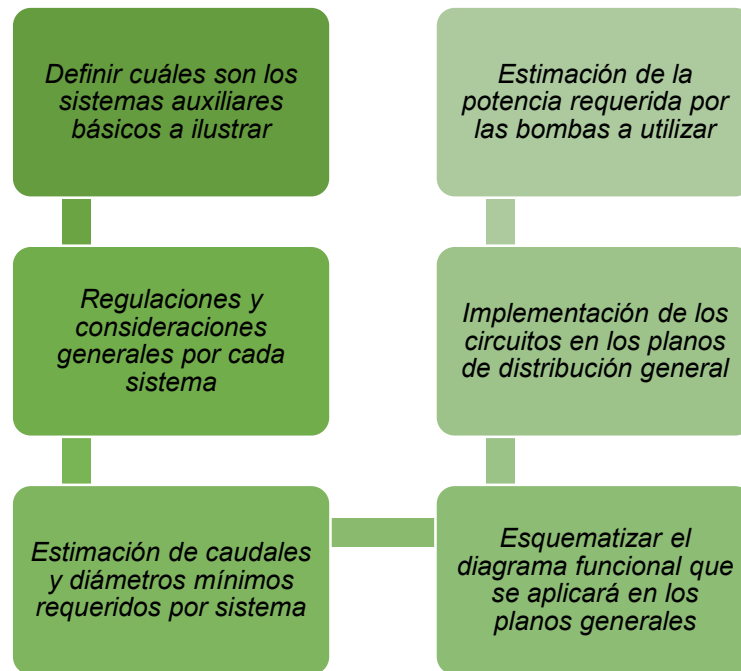 Definir cuáles son los
sistemas auxiliares
básicos a ilustrar
Regulaciones y
consideraciones
generales por cada
sistema
Estimación de caudales
y diámetros mínimos
requeridos por sistema
Esquematizar el
diagrama funcional que
se aplicará en los
planos generales
Implementación de los
circuitos en los planos
de distribución general
Estimación de la
potencia requerida por
las bombas a utilizar